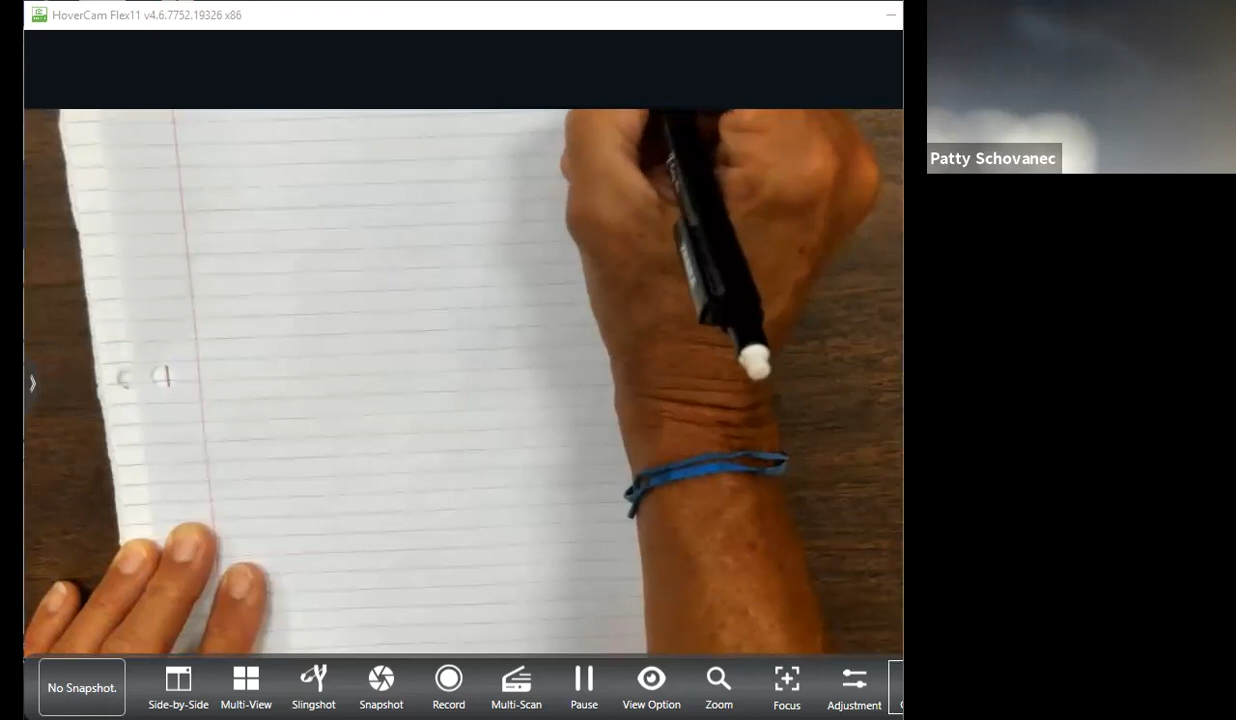 HoverCam Flex11 v4.6.7752.19326 x86
Patty Schovanec
No Snapshot.
Side-by-Side
Multi-View
Slingshot
Snapshot
Record
Multi-Scan
Pause
View Option
Zoom
Focus
Adjustment